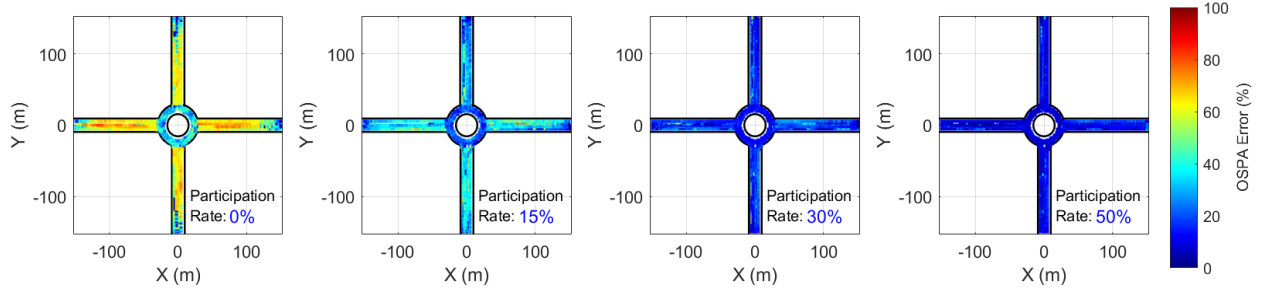 Y (m)
100
0
-100
Participation
Rate: 0%
-100
0
100
X (m)
Y (m)
100
0
-100
Participation
Rate: 15%
-100
0
100
X (m)
Y (m)
100
0
-100
Participation
Rate: 30%
-100
0
100
X (m)
Y (m)
100
0
-100
Participation
Rate: 50%
-100
0
100
X (m)
100
80
60
40
20
0
OSPA Error (%)